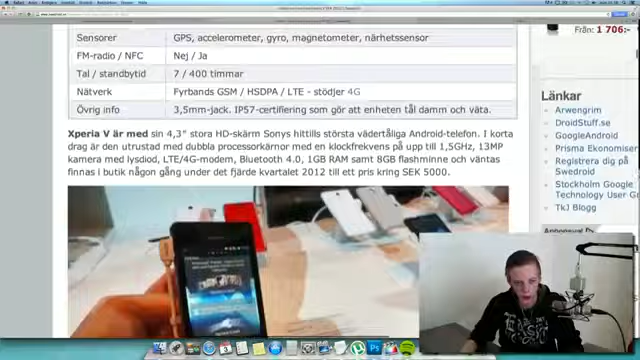 Sensorer GPS, accelerometer, gyro, magnetometer, närhetssensor
FM-radio / NFC Nej / Ja
Tal / standbytid 7 / 400 timmar
Nätverk Fyrbands GSM / HSDPA / LTE - stödjer 4G
Övrig info 3,5mm-jack. IP57-certifiering som gör att enheten tål damm och väta.
Xperia V är med sin 4,3" stora HD-skärm Sonys hittills största vädertåliga Android-telefon. I korta
drag är den utrustad med dubbla processorkärnor med en klockfrekvens på upp till 1,5GHz, 13MP
kamera med lysdiod, LTE/4G-modem, Bluetooth 4.0, 1GB RAM samt 8GB flashminne och väntas
finnas i butik någon gång under det fjärde kvartalet 2012 till ett pris kring SEK 5000.
Från: 1 706:-
Länkar
Arwengrim
DroidStuff.se
GoogleAndroid
Prisma Ekonomiser
Registrera dig på
Swedroid
Stockholm Google
Technology User Gro
TkJ Blogg